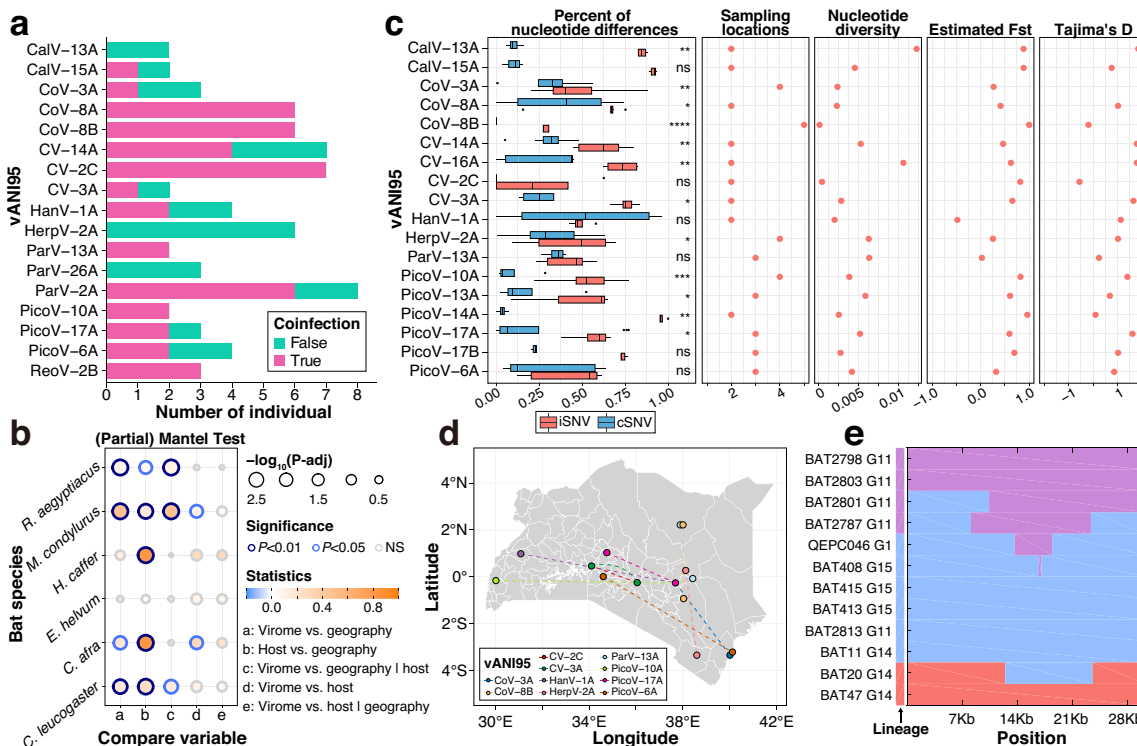 a
CalV−13A
CalV−15A
CoV−3A
CoV−8A
CoV−8B
CV−14A
CV−2C
CV−3A
HanV−1A
HerpV−2A
ParV−13A
ParV−26A
ParV−2A
PicoV−10A
PicoV−17A
PicoV−6A
ReoV−2B
vANI95
Coinfection
False
True
0 1 2 3 4 5 6 7 8
Number of individual
c
Percent of nucleotide differences
Sampling locations
Nucleotide diversity
Estimated Fst
Tajima's D
CalV−13A **
CalV−15A ns
CoV−3A **
CoV−8A *
CoV−8B ****
CV−14A **
CV−16A **
CV−2C ns
CV−3A *
HanV−1A ns
HerpV−2A *
ParV−13A ns
PicoV−10A ***
PicoV−13A *
PicoV−14A **
PicoV−17A *
PicoV−17B ns
PicoV−6A ns
vANI95
0.00 0.25 0.50 0.75 1.00
2 3 4 5
0 0.005 0.01
−1.0 0.0 1.0
−1 1
iSNV cSNV
b
(Partial) Mantel Test
R. aegyptiacus
M. condylurus
H. caffer
E. helvum
C. afra
C. leucogaster
Bat species
a b c d e
Compare variable
−log10(P-adj)
2.5 1.5 0.5
Significance
P<0.01 P<0.05 NS
Statistics
0.0 0.4 0.8
a: Virome vs. geography
b: Host vs. geography
c: Virome vs. geography | host
d: Virome vs. host
e: Virome vs. host | geography
d
4°N
2°N
0°
2°S
4°S
Latitude
vANI95
CV−2C
CV−3A
CoV−3A
HanV−1A
CoV−8B
HerpV−2A
ParV−13A
PicoV−10A
PicoV−17A
PicoV−6A
30°E 34°E 38°E 42°E
Longitude
e
BAT2798 G11
BAT2803 G11
BAT2801 G11
BAT2787 G11
QEPC046 G1
BAT408 G15
BAT415 G15
BAT413 G15
BAT2813 G11
BAT11 G14
BAT20 G14
BAT47 G14
7Kb 14Kb 21Kb 28Kb
Lineage
Position